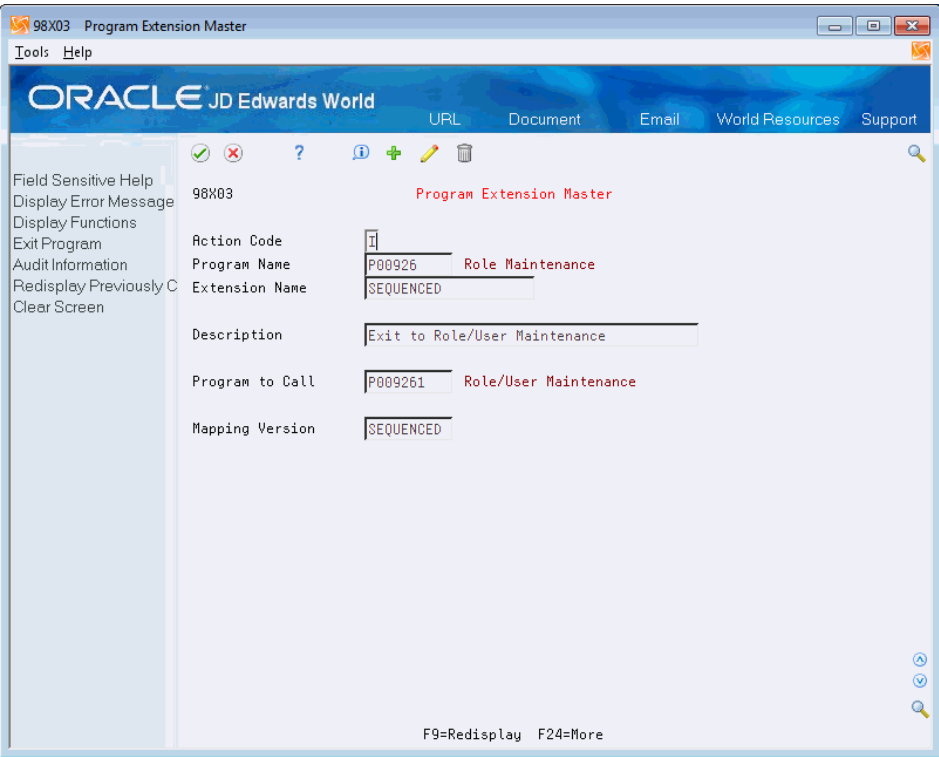 98X03 Program Extension Master
Tools Help
ORACLE JD Edwards World
URL Document Email World Resources Support
Field Sensitive Help
Display Error Message
Display Functions
Exit Program
Audit Information
Redisplay Previously C
Clear Screen
98X03 Program Extension Master
Action Code I
Program Name P00926 Role Maintenance
Extension Name SEQUENCED
Description Exit to Role/User Maintenance
Program to Call P009261 Role/User Maintenance
Mapping Version SEQUENCED
F9=Redisplay F24=More